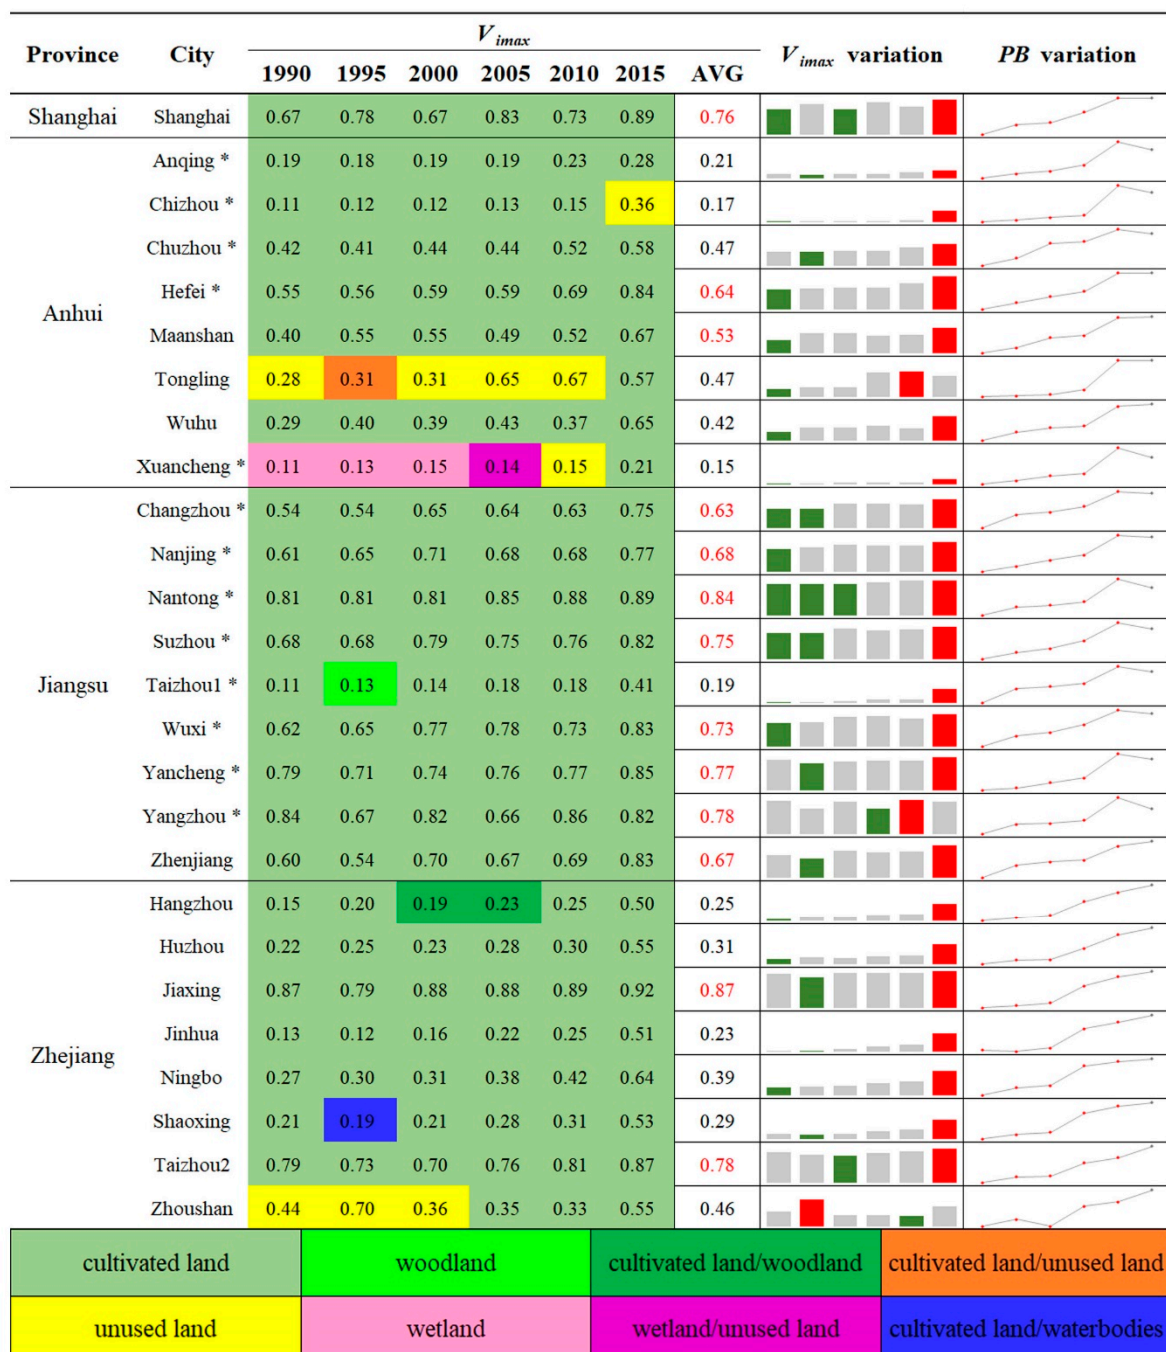 Province City V imax V imax variation PB variation
1990 1995 2000 2005 2010 2015 AVG
Shanghai Shanghai 0.67 0.78 0.67 0.83 0.73 0.89 0.76
Anhui
Anqing * 0.19 0.18 0.19 0.19 0.23 0.28 0.21
Chizhou * 0.11 0.12 0.12 0.13 0.15 0.36 0.17
Chuzhou * 0.42 0.41 0.44 0.44 0.52 0.58 0.47
Hefei * 0.55 0.56 0.59 0.59 0.69 0.84 0.64
Maanshan 0.40 0.55 0.55 0.49 0.52 0.67 0.53
Tongling 0.28 0.31 0.31 0.65 0.67 0.57 0.47
Wuhu 0.29 0.40 0.39 0.43 0.37 0.65 0.42
Xuancheng * 0.11 0.13 0.15 0.14 0.15 0.21 0.15
Jiangsu
Changzhou * 0.54 0.54 0.65 0.64 0.63 0.75 0.63
Nanjing * 0.61 0.65 0.71 0.68 0.68 0.77 0.68
Nantong * 0.81 0.81 0.81 0.85 0.88 0.89 0.84
Suzhou * 0.68 0.68 0.79 0.75 0.76 0.82 0.75
Taizhou1 * 0.11 0.13 0.14 0.18 0.18 0.41 0.19
Wuxi * 0.62 0.65 0.77 0.78 0.73 0.83 0.73
Yancheng * 0.79 0.71 0.74 0.76 0.77 0.85 0.77
Yangzhou * 0.84 0.67 0.82 0.66 0.86 0.82 0.78
Zhenjiang 0.60 0.54 0.70 0.67 0.69 0.83 0.67
Zhejiang
Hangzhou 0.15 0.20 0.19 0.23 0.25 0.50 0.25
Huzhou 0.22 0.25 0.23 0.28 0.30 0.55 0.31
Jiaxing 0.87 0.79 0.88 0.88 0.89 0.92 0.87
Jinhua 0.13 0.12 0.16 0.22 0.25 0.51 0.23
Ningbo 0.27 0.30 0.31 0.38 0.42 0.64 0.39
Shaoxing 0.21 0.19 0.21 0.28 0.31 0.53 0.29
Taizhou2 0.79 0.73 0.70 0.76 0.81 0.87 0.78
Zhoushan 0.44 0.70 0.36 0.35 0.33 0.55 0.46
cultivated land woodland cultivated land/woodland cultivated land/unused land
unused land wetland wetland/unused land cultivated land/waterbodies